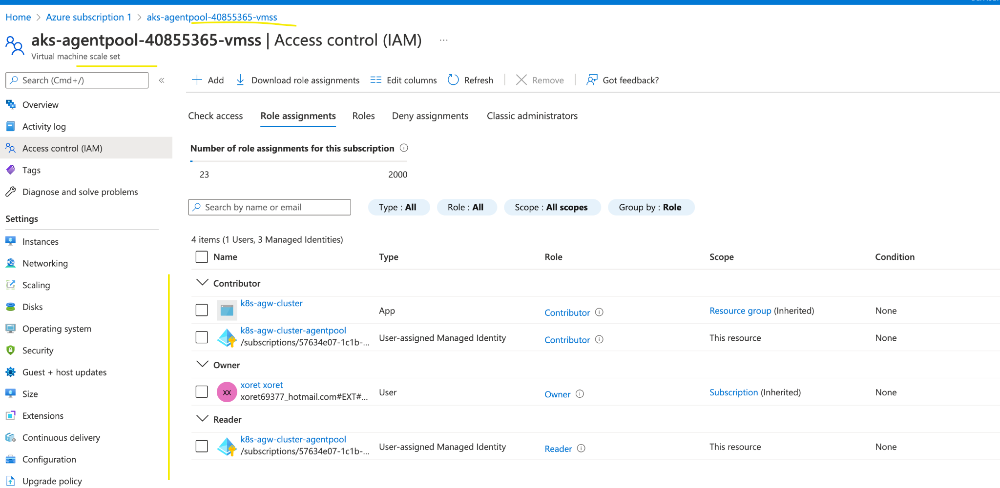 Home > Azure subscription 1 > aks-agentpool-40855365-vmss
aks-agentpool-40855365-vmss | Access control (IAM) ...
Virtual machine scale set
Search (Cmd+/) «
Add Download role assignments Edit columns Refresh Remove Got feedback?
Overview
Activity log
Access control (IAM)
Tags
Diagnose and solve problems
Settings
Instances
Networking
Scaling
Disks
Operating system
Security
Guest + host updates
Size
Extensions
Continuous delivery
Configuration
Upgrade policy
Check access Role assignments Roles Deny assignments Classic administrators
Number of role assignments for this subscription
23 2000
Search by name or email Type : All Role : All Scope : All scopes Group by : Role
4 items (1 Users, 3 Managed Identities)
Name Type Role Scope Condition
Contributor
k8s-agw-cluster
App Contributor Resource group (Inherited) None
k8s-agw-cluster-agentpool
/subscriptions/57634e07-1c1b-... User-assigned Managed Identity Contributor This resource None
Owner
XX xoret xoret
xoret69377_hotmail.com#EXT#... User Owner Subscription (Inherited) None
Reader
k8s-agw-cluster-agentpool
/subscriptions/57634e07-1c1b-... User-assigned Managed Identity Reader This resource None